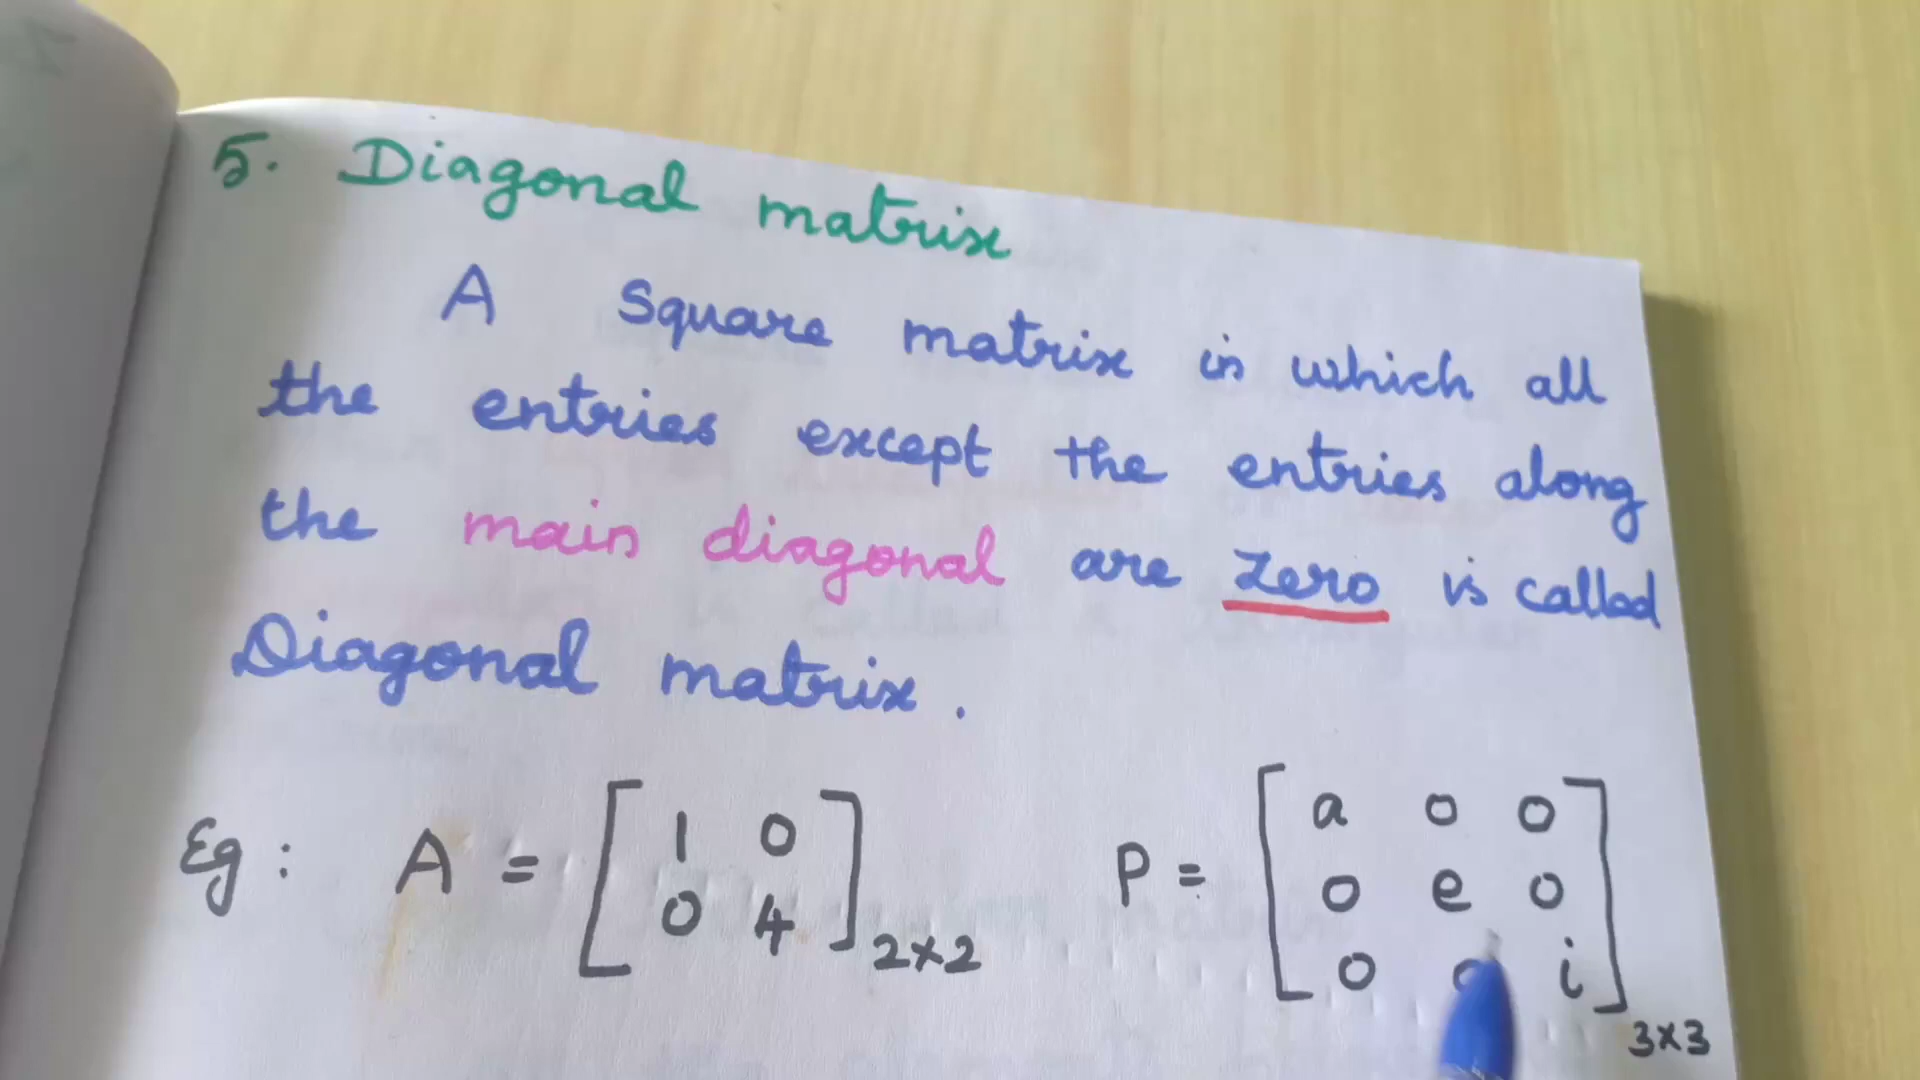 5. Diagonal matrix
A Square matrix in which all
the entries except the entries along
the main diagonal are zero is called
Diagonal matrix.
Eg: A = [ 1 0
0 4 ] 2×2
P = [ a 0 0
0 e 0
0 0 i ] 3×3